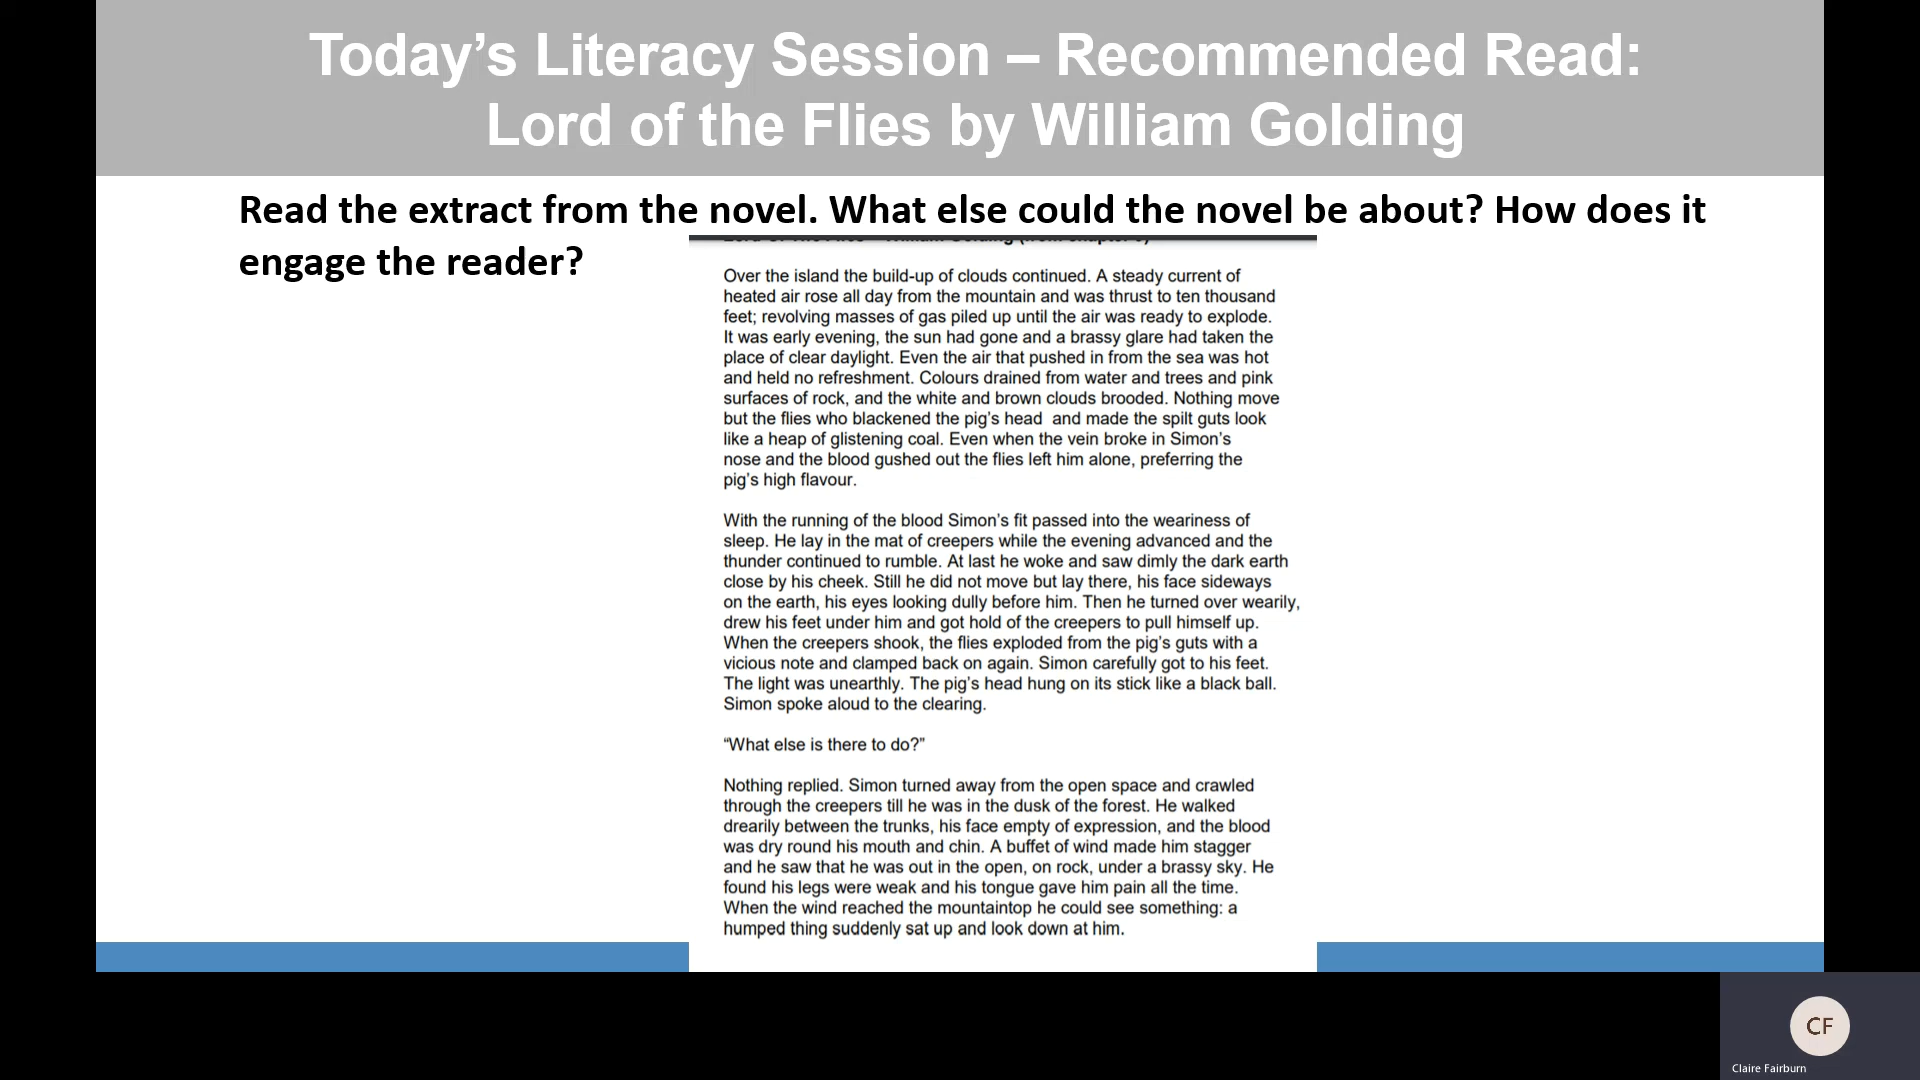 Today’s Literacy Session – Recommended Read:
Lord of the Flies by William Golding
Read the extract from the novel. What else could the novel be about? How does it
engage the reader?
Over the island the build-up of clouds continued. A steady current of
heated air rose all day from the mountain and was thrust to ten thousand
feet; revolving masses of gas piled up until the air was ready to explode.
It was early evening, the sun had gone and a brassy glare had taken the
place of clear daylight. Even the air that pushed in from the sea was hot
and held no refreshment. Colours drained from water and trees and pink
surfaces of rock, and the white and brown clouds brooded. Nothing move
but the flies who blackened the pig’s head  and made the spilt guts look
like a heap of glistening coal. Even when the vein broke in Simon’s
nose and the blood gushed out the flies left him alone, preferring the
pig’s high flavour.
With the running of the blood Simon’s fit passed into the weariness of
sleep. He lay in the mat of creepers while the evening advanced and the
thunder continued to rumble. At last he woke and saw dimly the dark earth
close by his cheek. Still he did not move but lay there, his face sideways
on the earth, his eyes looking dully before him. Then he turned over wearily,
drew his feet under him and got hold of the creepers to pull himself up.
When the creepers shook, the flies exploded from the pig’s guts with a
vicious note and clamped back on again. Simon carefully got to his feet.
The light was unearthly. The pig’s head hung on its stick like a black ball.
Simon spoke aloud to the clearing.
“What else is there to do?”
Nothing replied. Simon turned away from the open space and crawled
through the creepers till he was in the dusk of the forest. He walked
drearily between the trunks, his face empty of expression, and the blood
was dry round his mouth and chin. A buffet of wind made him stagger
and he saw that he was out in the open, on rock, under a brassy sky. He
found his legs were weak and his tongue gave him pain all the time.
When the wind reached the mountaintop he could see something: a
humped thing suddenly sat up and look down at him.
CF
Claire Fairburn